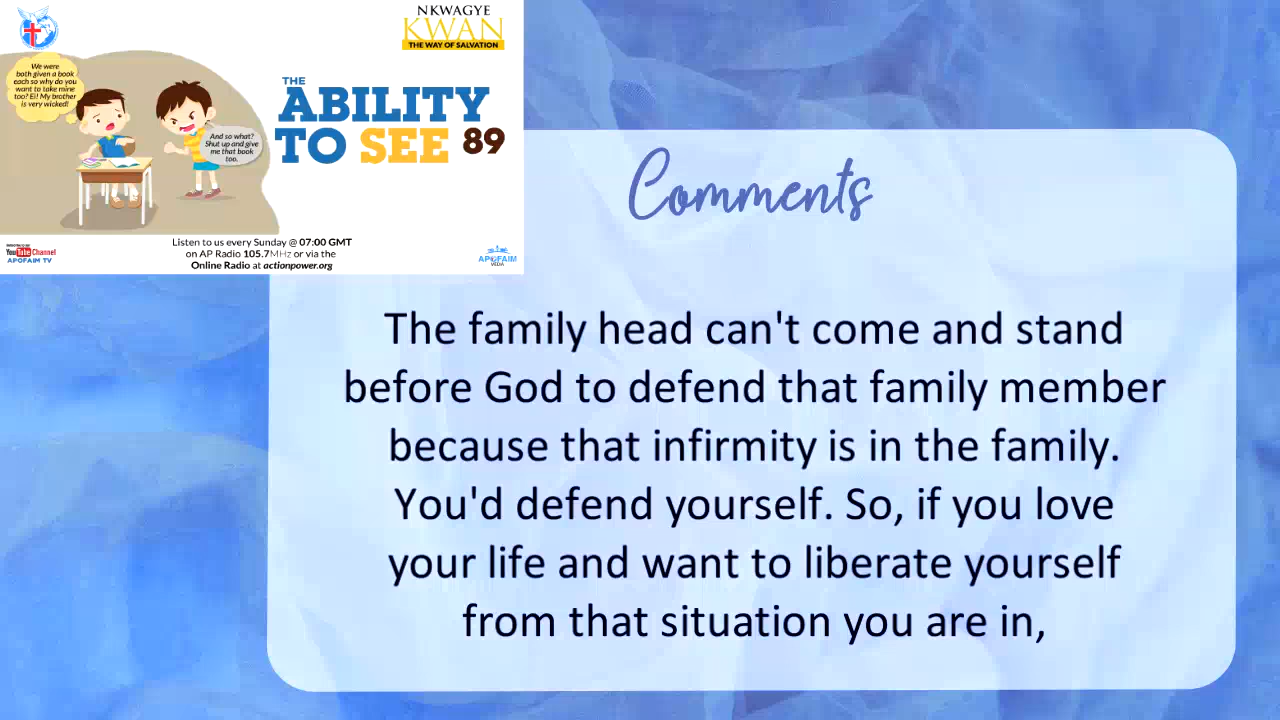 NKWAGYE
KWAN
THE WAY OF SALVATION
We were
both given a book
each so why do you
want to take mine
too? Ei! My brother
is very wicked!
And so what?
Shut up and give
me that book
too.
THE
ABILITY
TO SEE 89
Listen to us every Sunday @ 07:00 GMT
on AP Radio 105.7MHz or via the
Online Radio at actionpower.org
YouTube Channel
APOFAIM TV
APOFAIM
MEDIA
Comments
The family head can't come and stand
before God to defend that family member
because that infirmity is in the family.
You'd defend yourself. So, if you love
your life and want to liberate yourself
from that situation you are in,